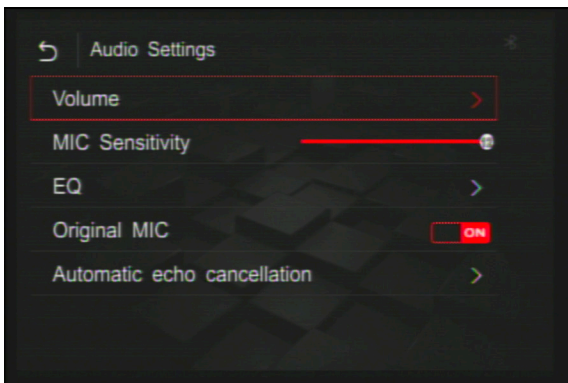 Audio Settings
Volume
MIC Sensitivity
EQ
Original MIC
ON
Automatic echo cancellation